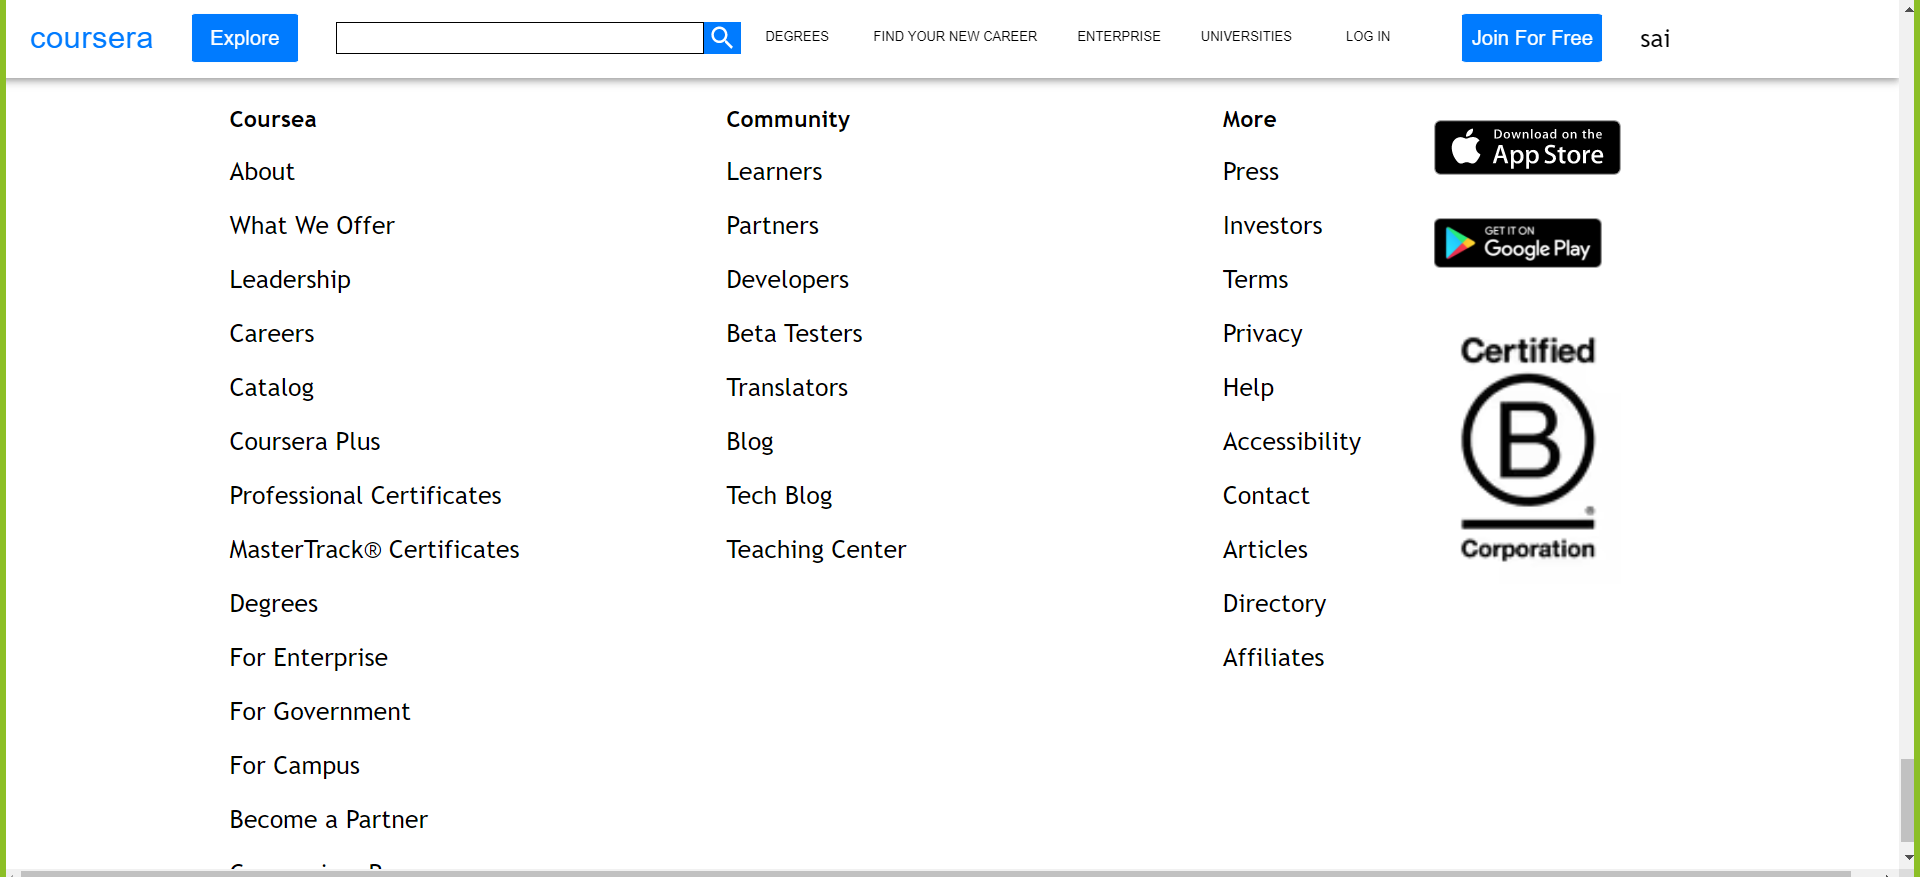 coursera
Explore
DEGREES
FIND YOUR NEW CAREER
ENTERPRISE
UNIVERSITIES
LOG IN
Join For Free
sai
Coursea
About
What We Offer
Leadership
Careers
Catalog
Coursera Plus
Professional Certificates
MasterTrack® Certificates
Degrees
For Enterprise
For Government
For Campus
Become a Partner
Community
Learners
Partners
Developers
Beta Testers
Translators
Blog
Tech Blog
Teaching Center
More
Press
Investors
Terms
Privacy
Help
Accessibility
Contact
Articles
Directory
Affiliates
Download on the
App Store
GET IT ON
Google Play
Certified
B
®
Corporation